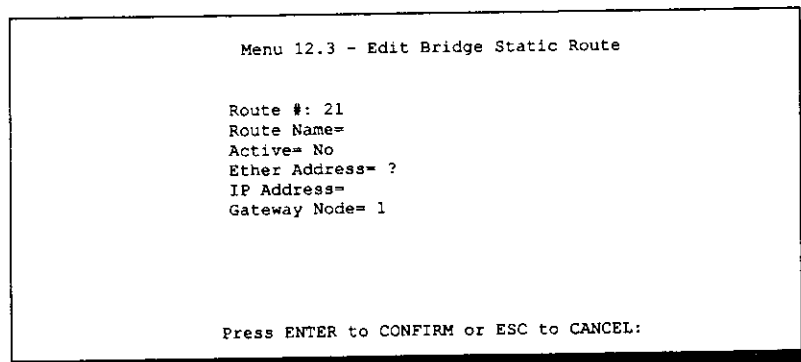 Menu 12.3 - Edit Bridge Static Route
Route #: 21
Route Name=
Active= No
Ether Address= ?
IP Address=
Gateway Node= 1
Press ENTER to CONFIRM or ESC to CANCEL: